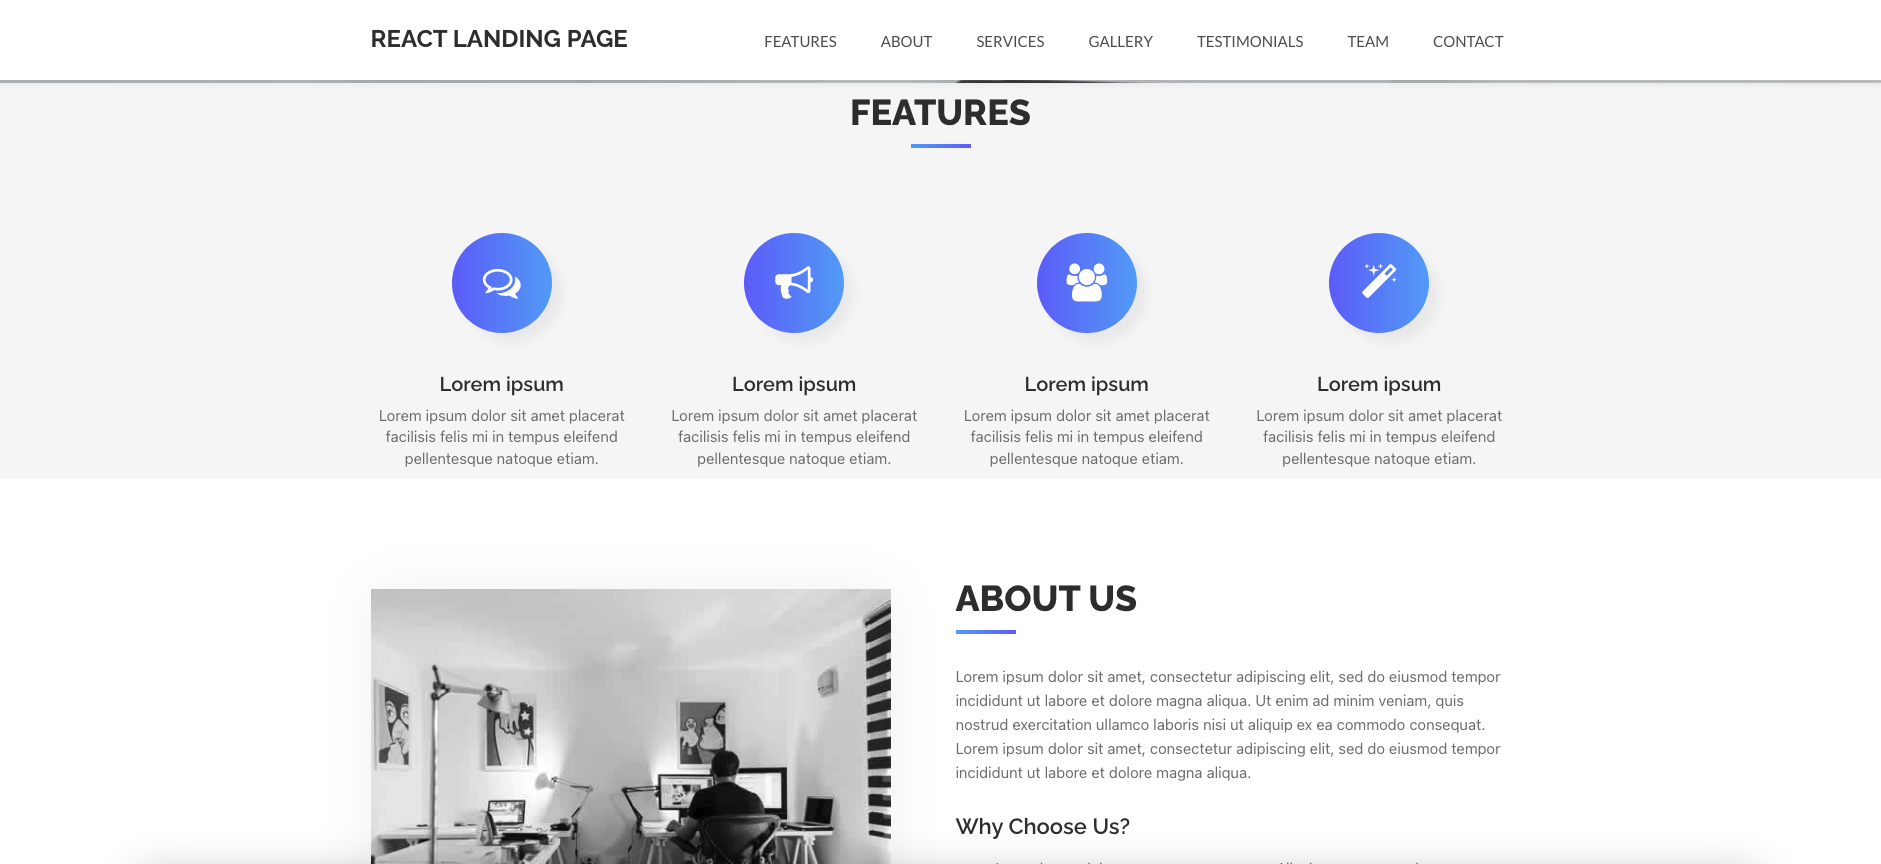 REACT LANDING PAGE
FEATURES ABOUT SERVICES GALLERY TESTIMONIALS TEAM CONTACT
FEATURES
Lorem ipsum
Lorem ipsum dolor sit amet placerat
facilisis felis mi in tempus eleifend
pellentesque natoque etiam.
Lorem ipsum
Lorem ipsum dolor sit amet placerat
facilisis felis mi in tempus eleifend
pellentesque natoque etiam.
Lorem ipsum
Lorem ipsum dolor sit amet placerat
facilisis felis mi in tempus eleifend
pellentesque natoque etiam.
Lorem ipsum
Lorem ipsum dolor sit amet placerat
facilisis felis mi in tempus eleifend
pellentesque natoque etiam.
ABOUT US
Lorem ipsum dolor sit amet, consectetur adipiscing elit, sed do eiusmod tempor
incididunt ut labore et dolore magna aliqua. Ut enim ad minim veniam, quis
nostrud exercitation ullamco laboris nisi ut aliquip ex ea commodo consequat.
Lorem ipsum dolor sit amet, consectetur adipiscing elit, sed do eiusmod tempor
incididunt ut labore et dolore magna aliqua.
Why Choose Us?